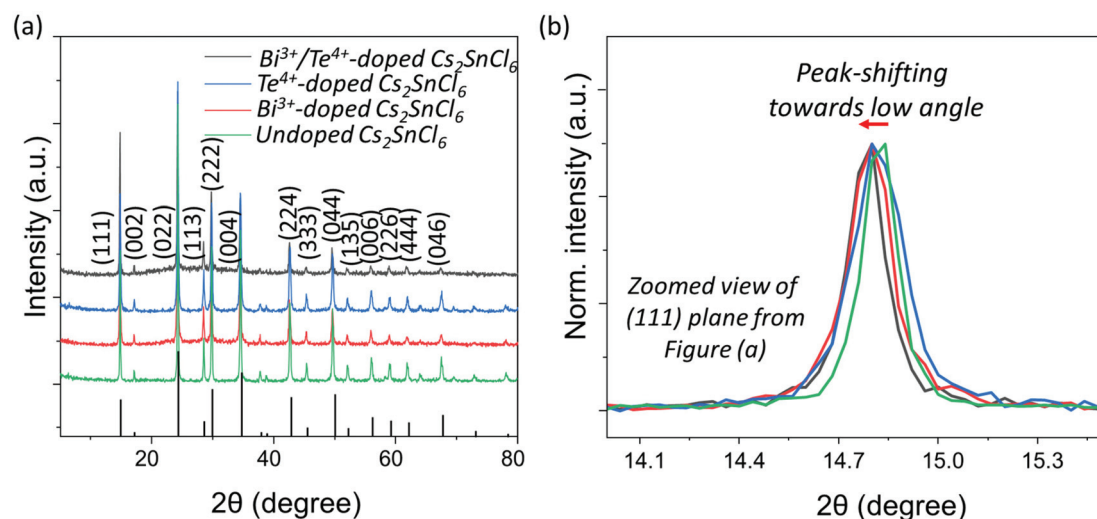 (a)
Bi³⁺/Te⁴⁺-doped Cs₂SnCl₆
Te⁴⁺-doped Cs₂SnCl₆
Bi³⁺-doped Cs₂SnCl₆
Undoped Cs₂SnCl₆
(111)
(002)
(022)
(113)
(222)
(004)
(224)
(333)
(044)
(135)
(006)
(226)
(444)
(046)
Intensity (a.u.)
20
40
60
80
2θ (degree)
(b)
Peak-shifting
towards low angle
Zoomed view of
(111) plane from
Figure (a)
Norm. intensity (a.u.)
14.1
14.4
14.7
15.0
15.3
2θ (degree)